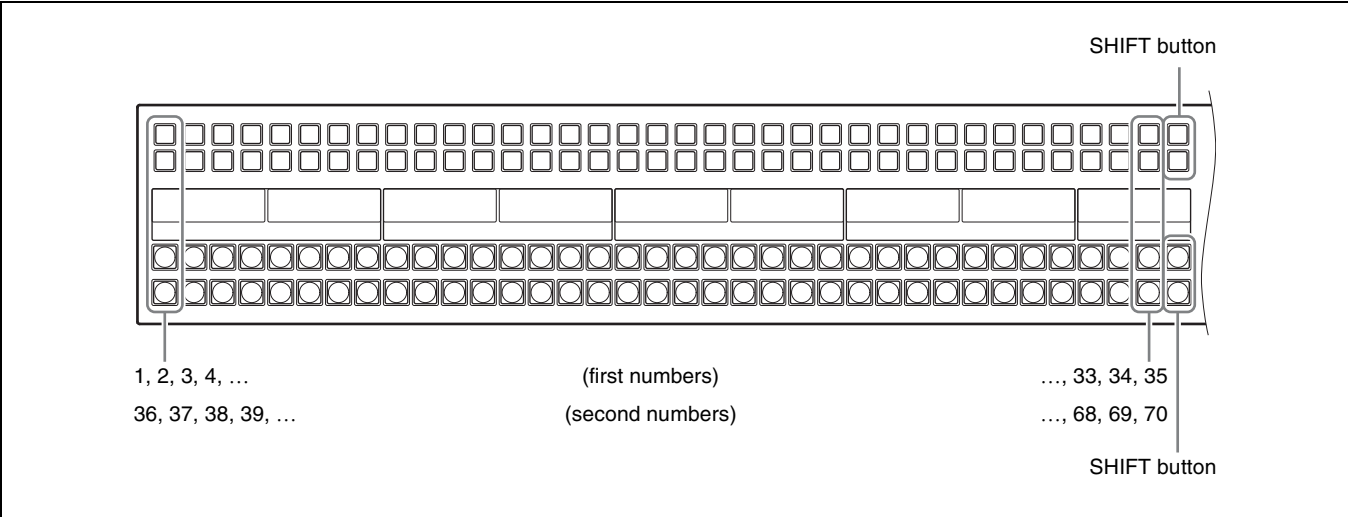 SHIFT button
1, 2, 3, 4, … (first numbers) …, 33, 34, 35
36, 37, 38, 39, … (second numbers) …, 68, 69, 70
SHIFT button